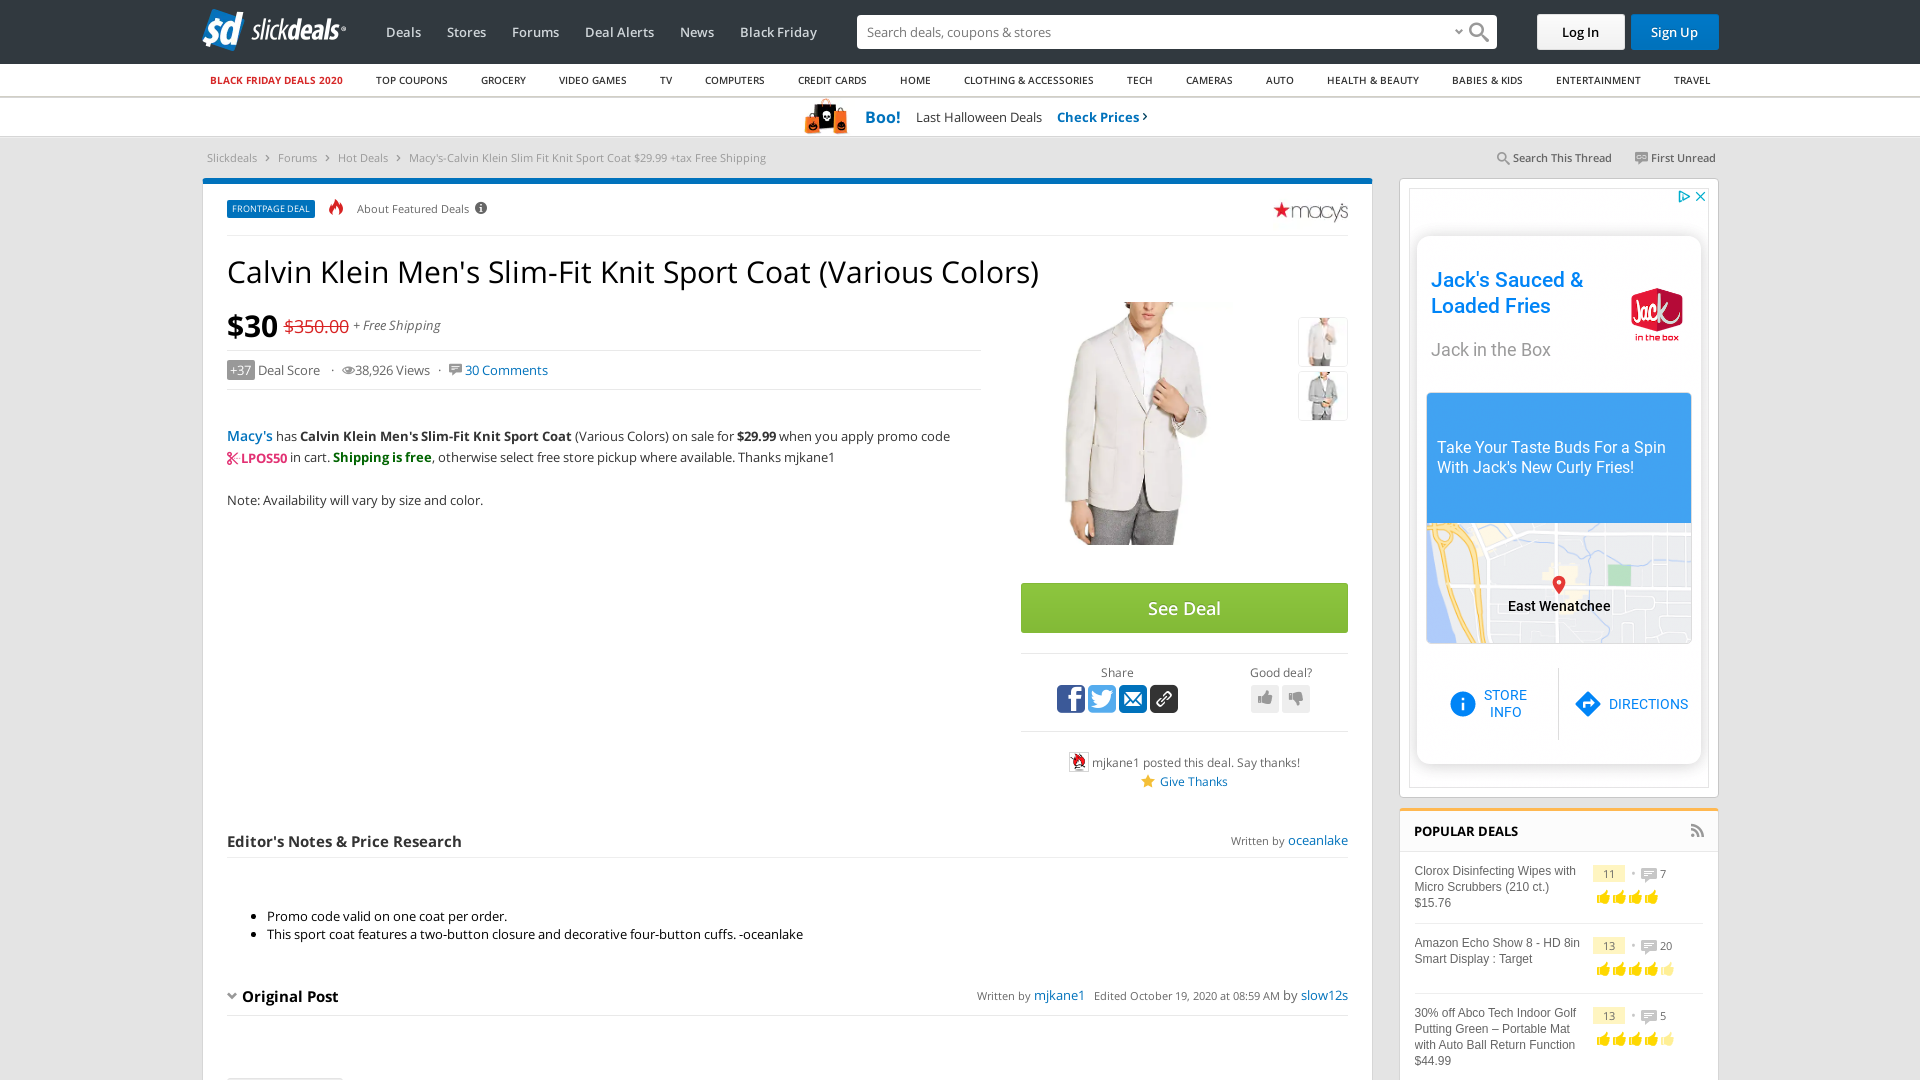 slickdeals
Deals
Stores
Forums
Deal Alerts
News
Black Friday
Search deals, coupons & stores
Log In
Sign Up
BLACK FRIDAY DEALS 2020
TOP COUPONS
GROCERY
VIDEO GAMES
TV
COMPUTERS
CREDIT CARDS
HOME
CLOTHING & ACCESSORIES
TECH
CAMERAS
AUTO
HEALTH & BEAUTY
BABIES & KIDS
ENTERTAINMENT
TRAVEL
Boo! Last Halloween Deals Check Prices
Slickdeals > Forums > Hot Deals > Macy's-Calvin Klein Slim Fit Knit Sport Coat $29.99 +tax Free Shipping
Search This Thread
First Unread
FRONTPAGE DEAL
About Featured Deals
macy's
Calvin Klein Men's Slim-Fit Knit Sport Coat (Various Colors)
$30 $350.00 + Free Shipping
+37 Deal Score · 38,926 Views · 30 Comments
Macy's has Calvin Klein Men's Slim-Fit Knit Sport Coat (Various Colors) on sale for $29.99 when you apply promo code
LPOS50 in cart. Shipping is free, otherwise select free store pickup where available. Thanks mjkane1
Note: Availability will vary by size and color.
See Deal
Share
Good deal?
mjkane1 posted this deal. Say thanks!
Give Thanks
Editor's Notes & Price Research
Written by oceanlake
• Promo code valid on one coat per order.
• This sport coat features a two-button closure and decorative four-button cuffs. -oceanlake
Original Post
Written by mjkane1 Edited October 19, 2020 at 08:59 AM by slow12s
Jack's Sauced &
Loaded Fries
Jack in the Box
Jack
in the box
Take Your Taste Buds For a Spin
With Jack's New Curly Fries!
East Wenatchee
STORE
INFO
DIRECTIONS
POPULAR DEALS
Clorox Disinfecting Wipes with
Micro Scrubbers (210 ct.)
$15.76
11 • 7
Amazon Echo Show 8 - HD 8in
Smart Display : Target
13 • 20
30% off Abco Tech Indoor Golf
Putting Green – Portable Mat
with Auto Ball Return Function
$44.99
13 • 5